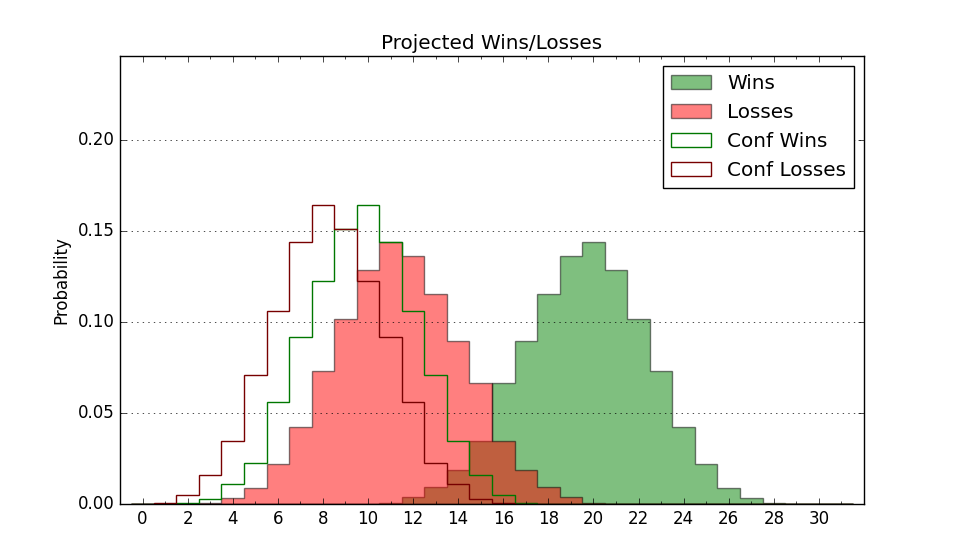 Projected Wins/Losses
Wins
Losses
Conf Wins
Conf Losses
Probability
0.20
0.15
0.10
0.05
0.00
0 2 4 6 8 10 12 14 16 18 20 22 24 26 28 30